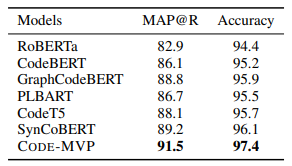 Models MAP@R Accuracy
RoBERTa 82.9 94.4
CodeBERT 86.1 95.2
GraphCodeBERT 88.8 95.9
PLBART 86.7 95.5
CodeT5 88.1 95.7
SynCoBERT 89.2 96.1
CODE-MVP 91.5 97.4